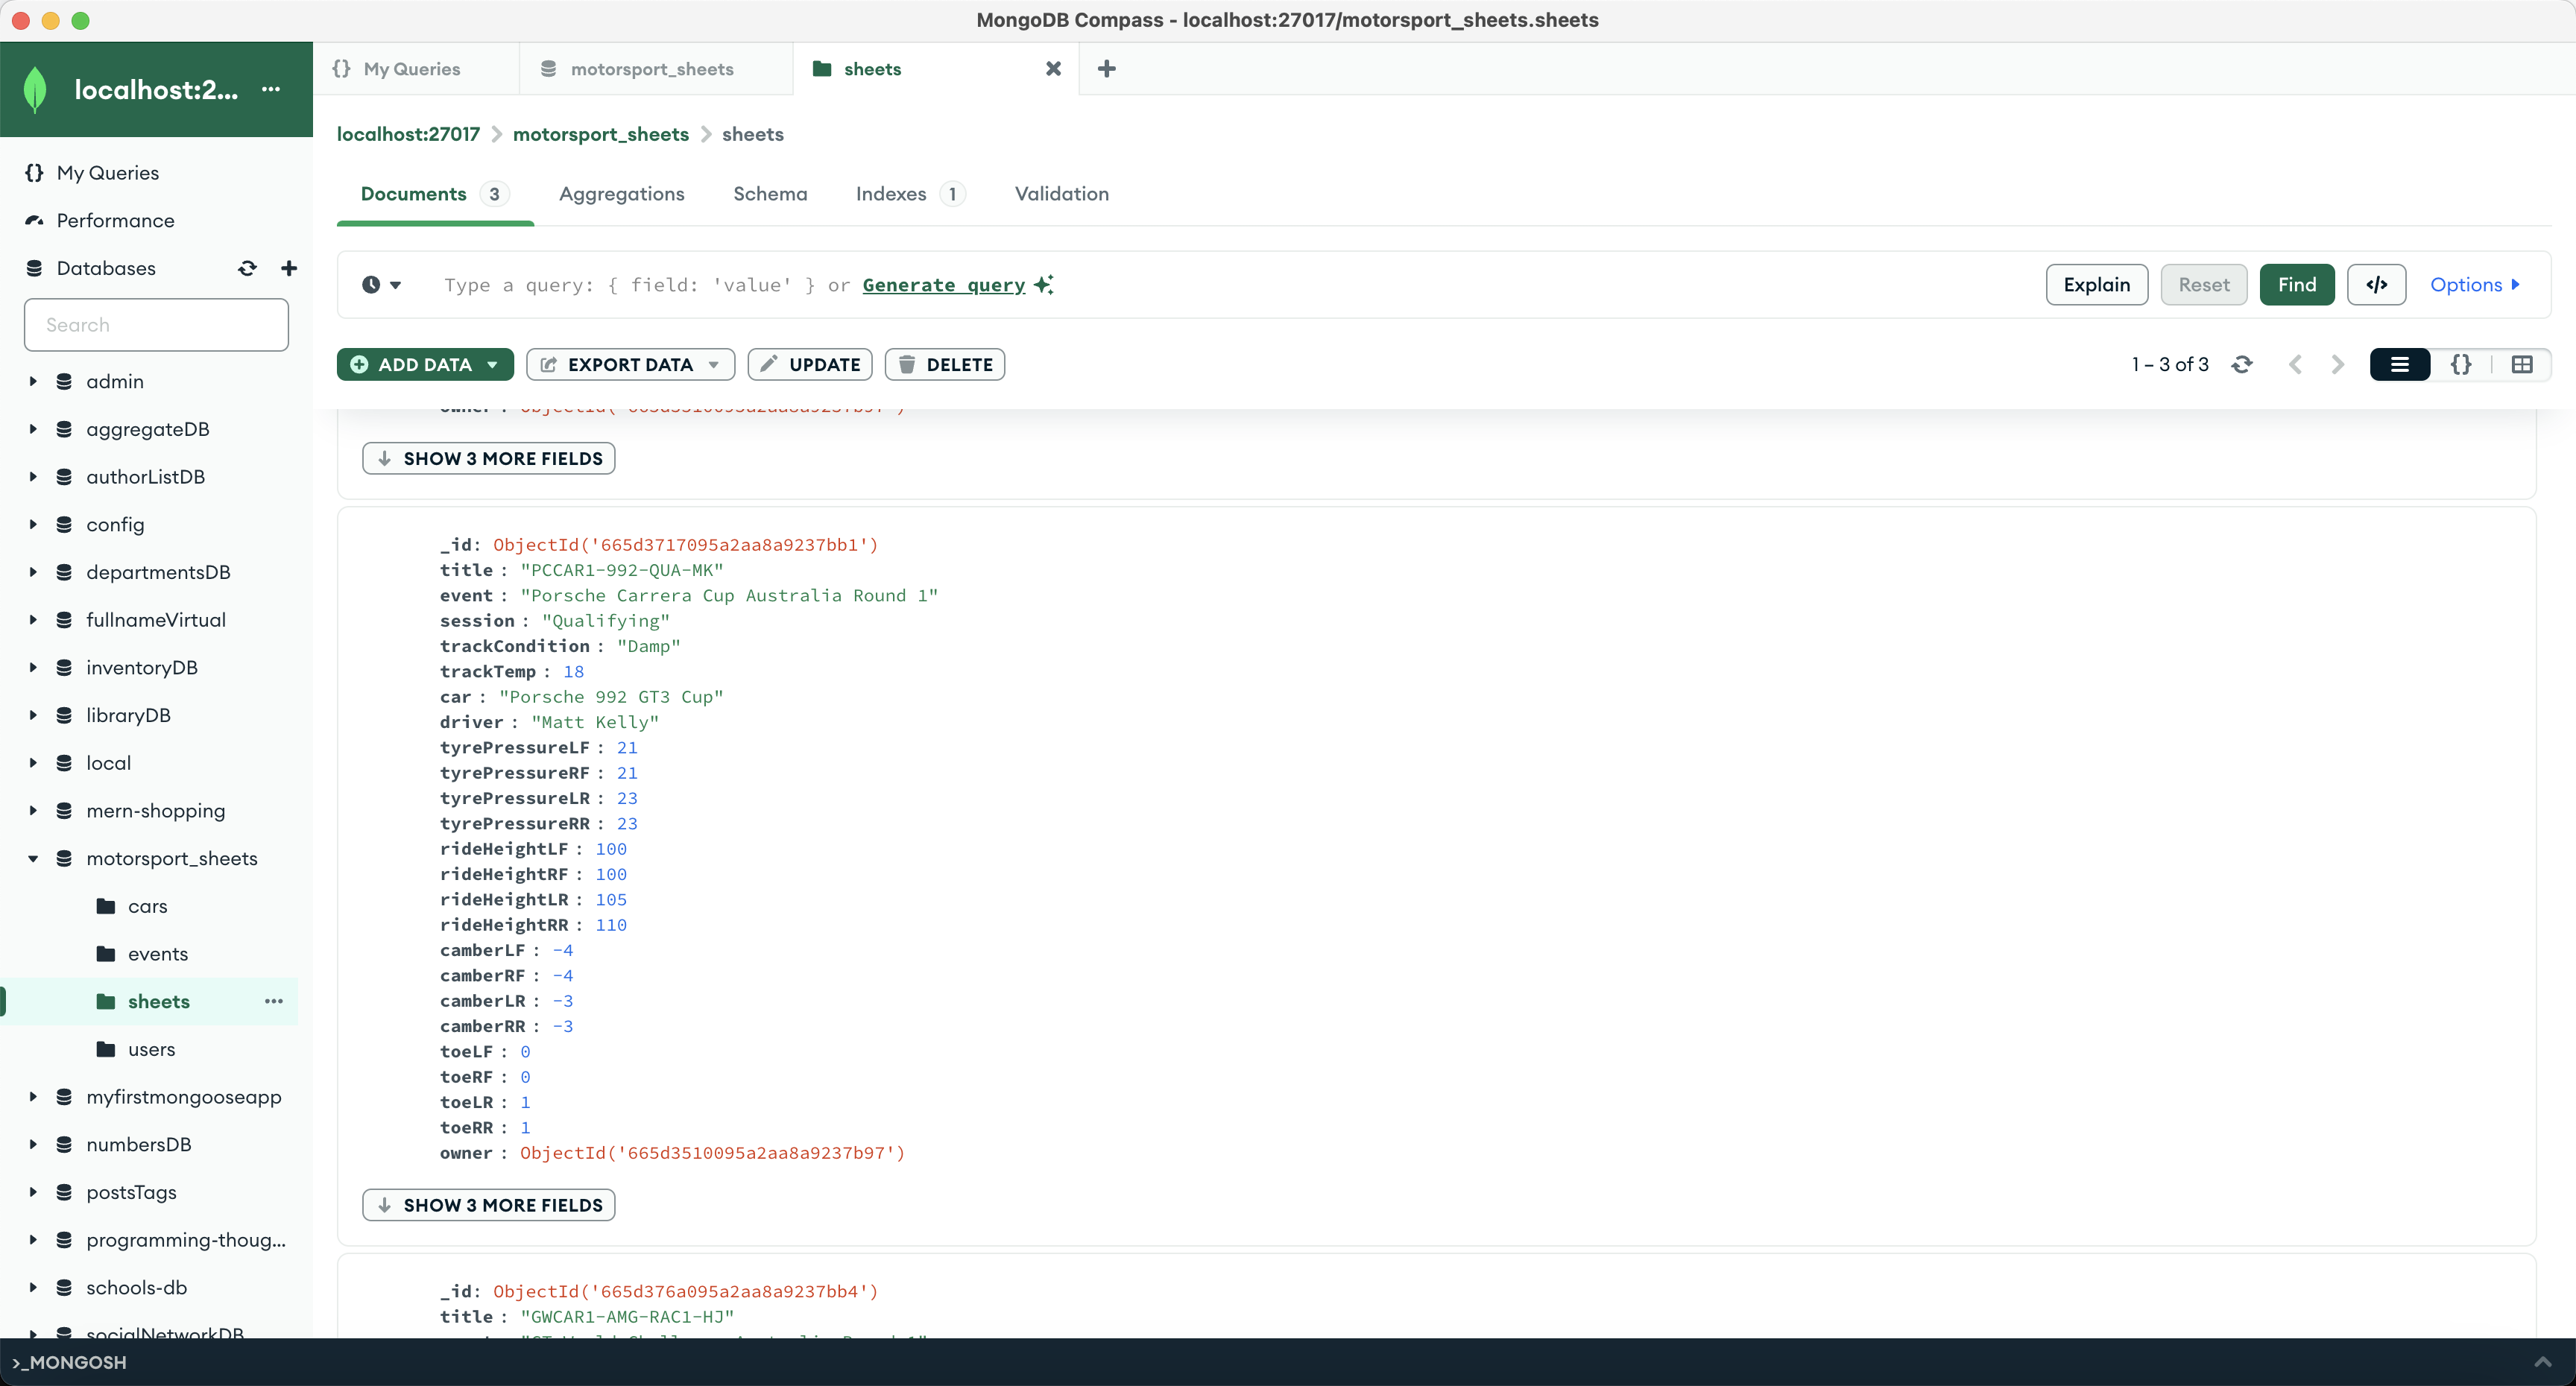 MongoDB Compass - localhost:27017/motorsport_sheets.sheets
localhost:2...
My Queries
motorsport_sheets
sheets
localhost:27017 > motorsport_sheets > sheets
My Queries
Performance
Databases
Search
admin
aggregateDB
authorListDB
config
departmentsDB
fullnameVirtual
inventoryDB
libraryDB
local
mern-shopping
motorsport_sheets
cars
events
sheets
users
myfirstmongooseapp
numbersDB
postsTags
programming-thoug...
schools-db
socialNetworkDB
Documents 3 Aggregations Schema Indexes 1 Validation
Type a query: { field: 'value' } or Generate query
Explain Reset Find </> Options
ADD DATA EXPORT DATA UPDATE DELETE
1 – 3 of 3
owner : ObjectId('665d3510095a2aa8a9237b97')
SHOW 3 MORE FIELDS
_id: ObjectId('665d3717095a2aa8a9237bb1')
title : "PCCAR1-992-QUA-MK"
event : "Porsche Carrera Cup Australia Round 1"
session : "Qualifying"
trackCondition : "Damp"
trackTemp : 18
car : "Porsche 992 GT3 Cup"
driver : "Matt Kelly"
tyrePressureLF : 21
tyrePressureRF : 21
tyrePressureLR : 23
tyrePressureRR : 23
rideHeightLF : 100
rideHeightRF : 100
rideHeightLR : 105
rideHeightRR : 110
camberLF : -4
camberRF : -4
camberLR : -3
camberRR : -3
toeLF : 0
toeRF : 0
toeLR : 1
toeRR : 1
owner : ObjectId('665d3510095a2aa8a9237b97')
SHOW 3 MORE FIELDS
_id: ObjectId('665d376a095a2aa8a9237bb4')
title : "GWCAR1-AMG-RAC1-HJ"
>_MONGOSH